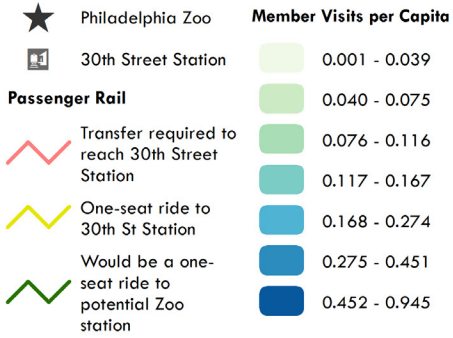 Philadelphia Zoo
30th Street Station
Passenger Rail
Transfer required to
reach 30th Street
Station
One-seat ride to
30th St Station
Would be a one-
seat ride to
potential Zoo
station
Member Visits per Capita
0.001 - 0.039
0.040 - 0.075
0.076 - 0.116
0.117 - 0.167
0.168 - 0.274
0.275 - 0.451
0.452 - 0.945